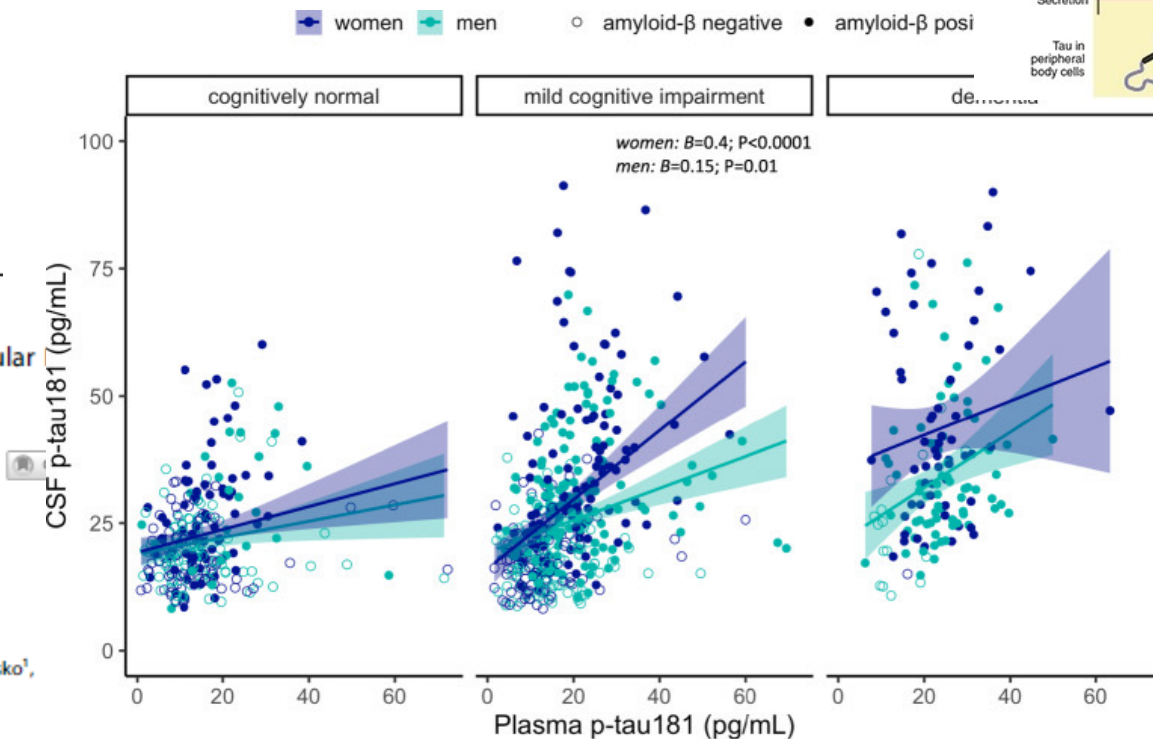 women men amyloid-β negative amyloid-β posi
Secretion
Tau in
peripheral
body cells
cognitively normal
mild cognitive impairment
women: B=0.4; P<0.0001
men: B=0.15; P=0.01
CSF p-tau181 (pg/mL)
100
75
50
25
0
0 20 40 60
0 20 40 60
0 20 40 60
Plasma p-tau181 (pg/mL)
ular
sko¹,